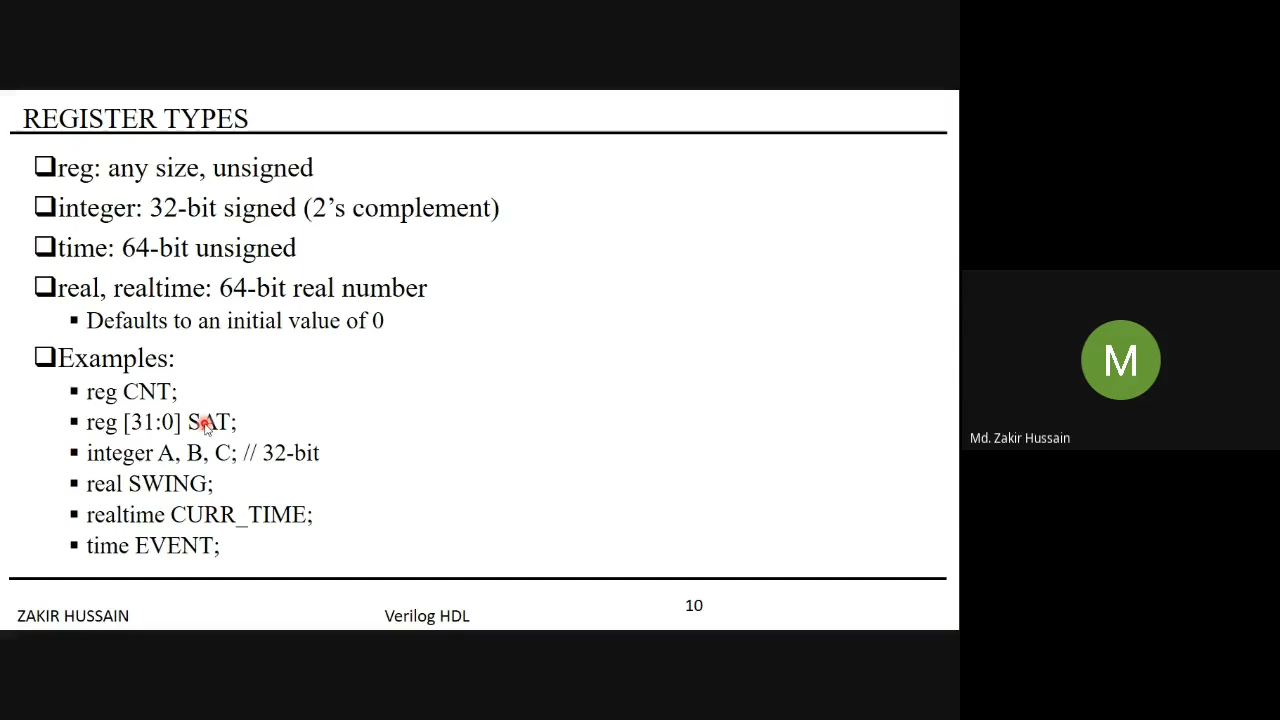 REGISTER TYPES
reg: any size, unsigned
integer: 32-bit signed (2’s complement)
time: 64-bit unsigned
real, realtime: 64-bit real number
Defaults to an initial value of 0
Examples:
reg CNT;
reg [31:0] SAT;
integer A, B, C; // 32-bit
real SWING;
realtime CURR_TIME;
time EVENT;
ZAKIR HUSSAIN
Verilog HDL
10
M
Md. Zakir Hussain